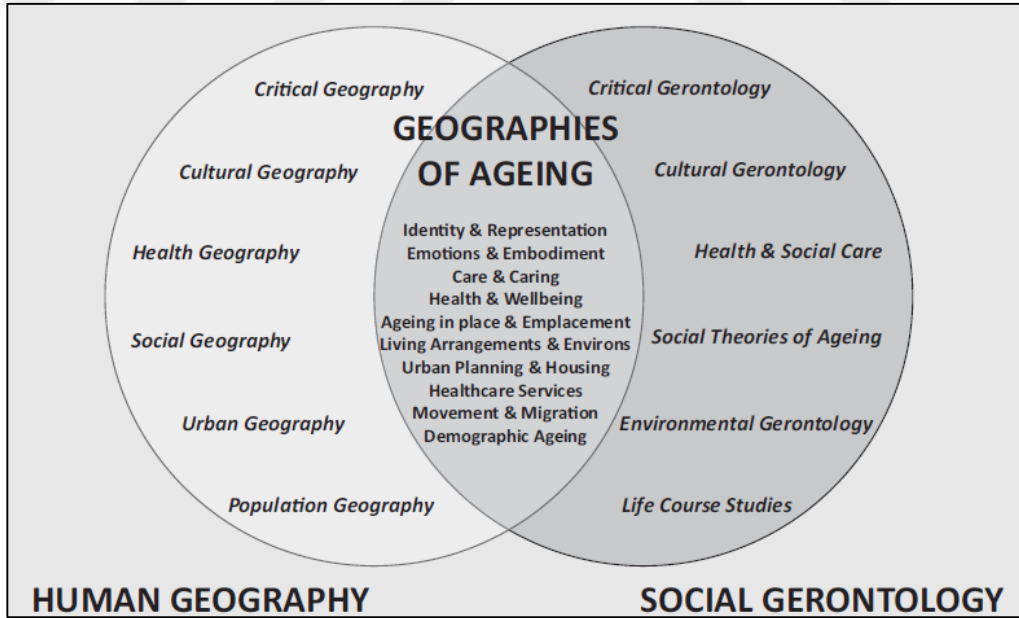 Critical Geography
Cultural Geography
Health Geography
Social Geography
Urban Geography
Population Geography
GEOGRAPHIES
OF AGEING
Identity & Representation
Emotions & Embodiment
Care & Caring
Health & Wellbeing
Ageing in place & Emplacement
Living Arrangements & Environs
Urban Planning & Housing
Healthcare Services
Movement & Migration
Demographic Ageing
Critical Gerontology
Cultural Gerontology
Health & Social Care
Social Theories of Ageing
Environmental Gerontology
Life Course Studies
HUMAN GEOGRAPHY
SOCIAL GERONTOLOGY